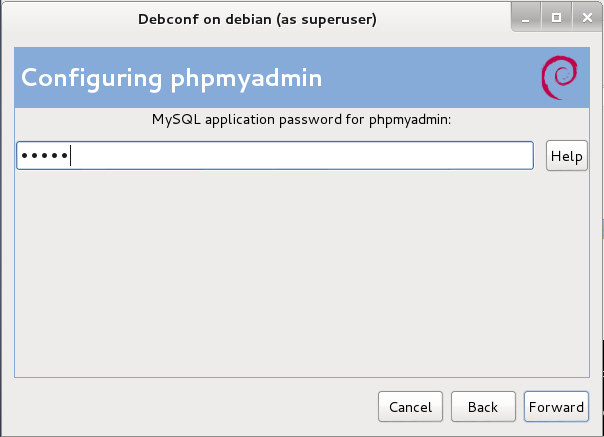 Debconf on debian (as superuser)
Configuring phpmyadmin
MySQL application password for phpmyadmin:
•••••
Help
Cancel Back Forward